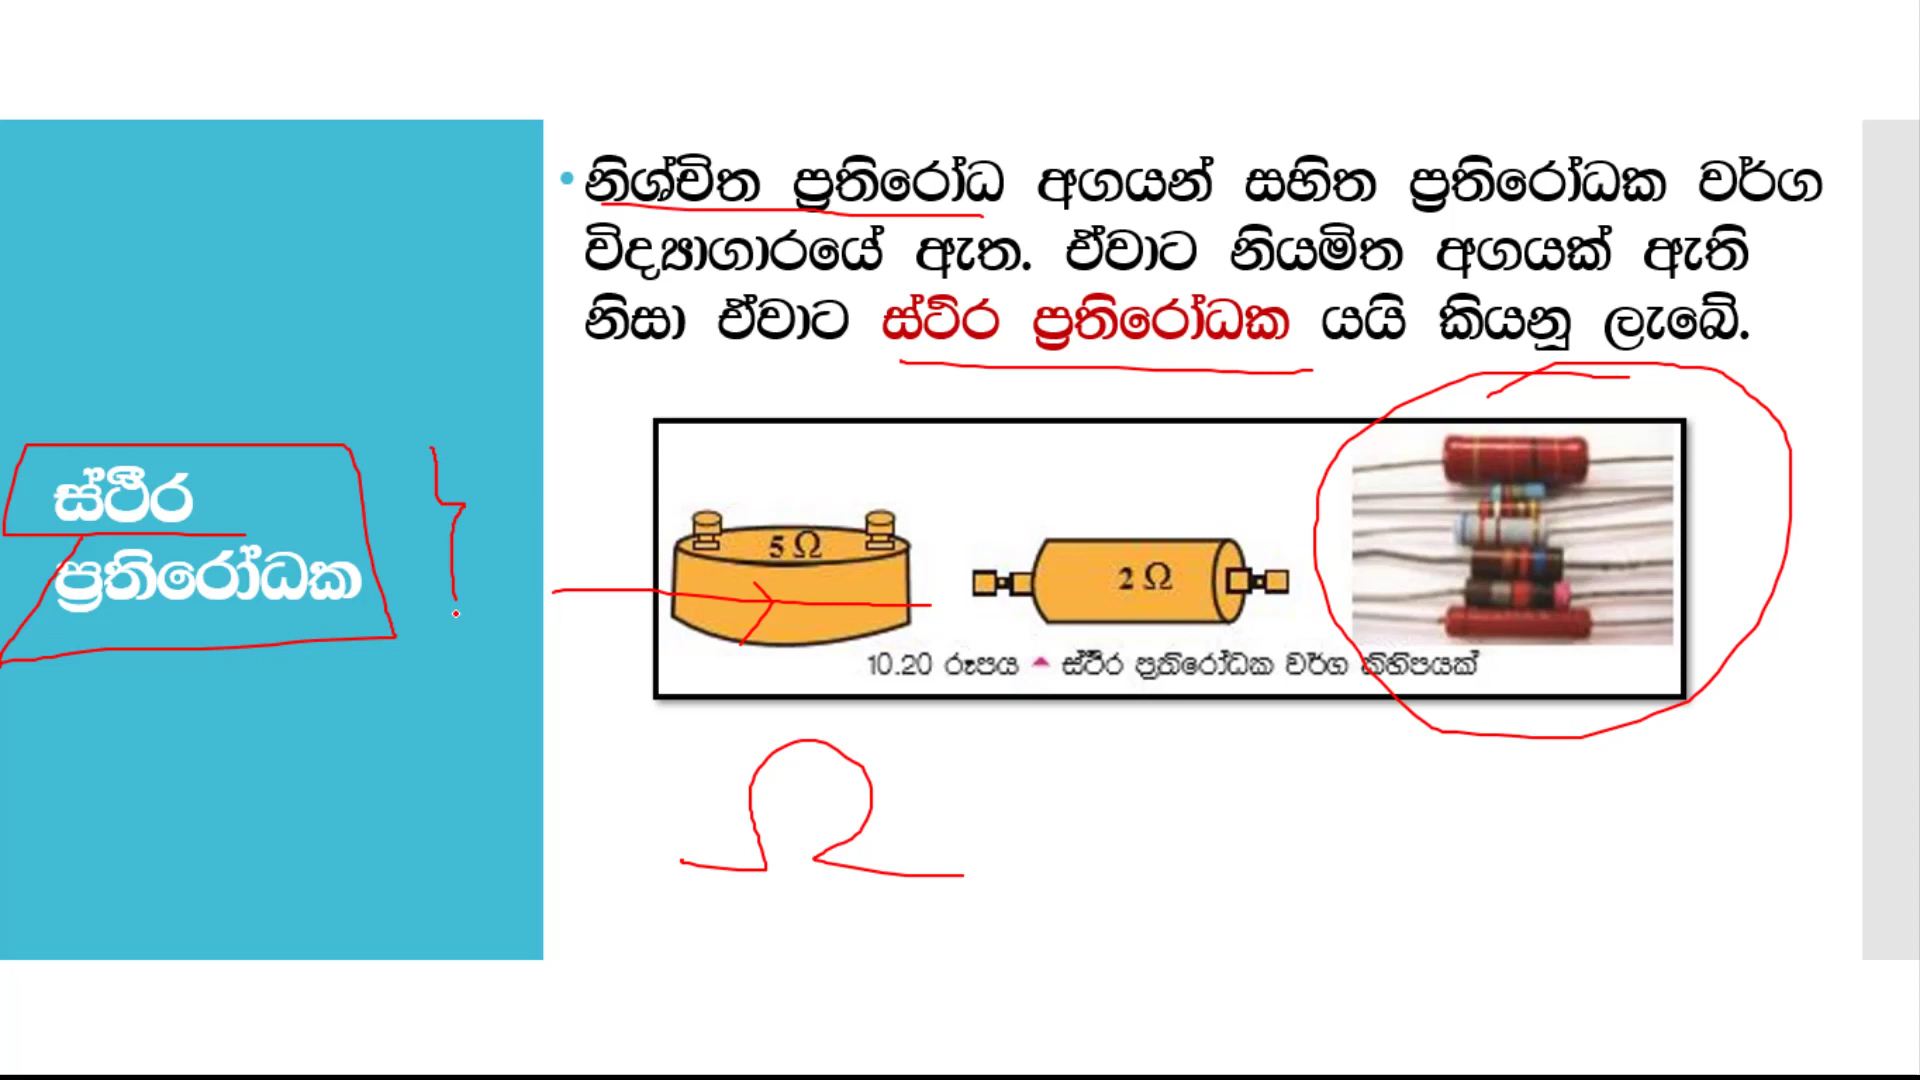 ස්ථීර
ප්‍රතිරෝධක
• නිශ්චිත ප්‍රතිරෝධ අගයන් සහිත ප්‍රතිරෝධක වර්ග
විද්‍යාගාරයේ ඇත. ඒවාට නියමිත අගයක් ඇති
නිසා ඒවාට ස්ථිර ප්‍රතිරෝධක යයි කියනු ලැබේ.
5 Ω
2 Ω
10.20 රූපය ▲ ස්ථිර ප්‍රතිරෝධක වර්ග කිහිපයක්
Ω